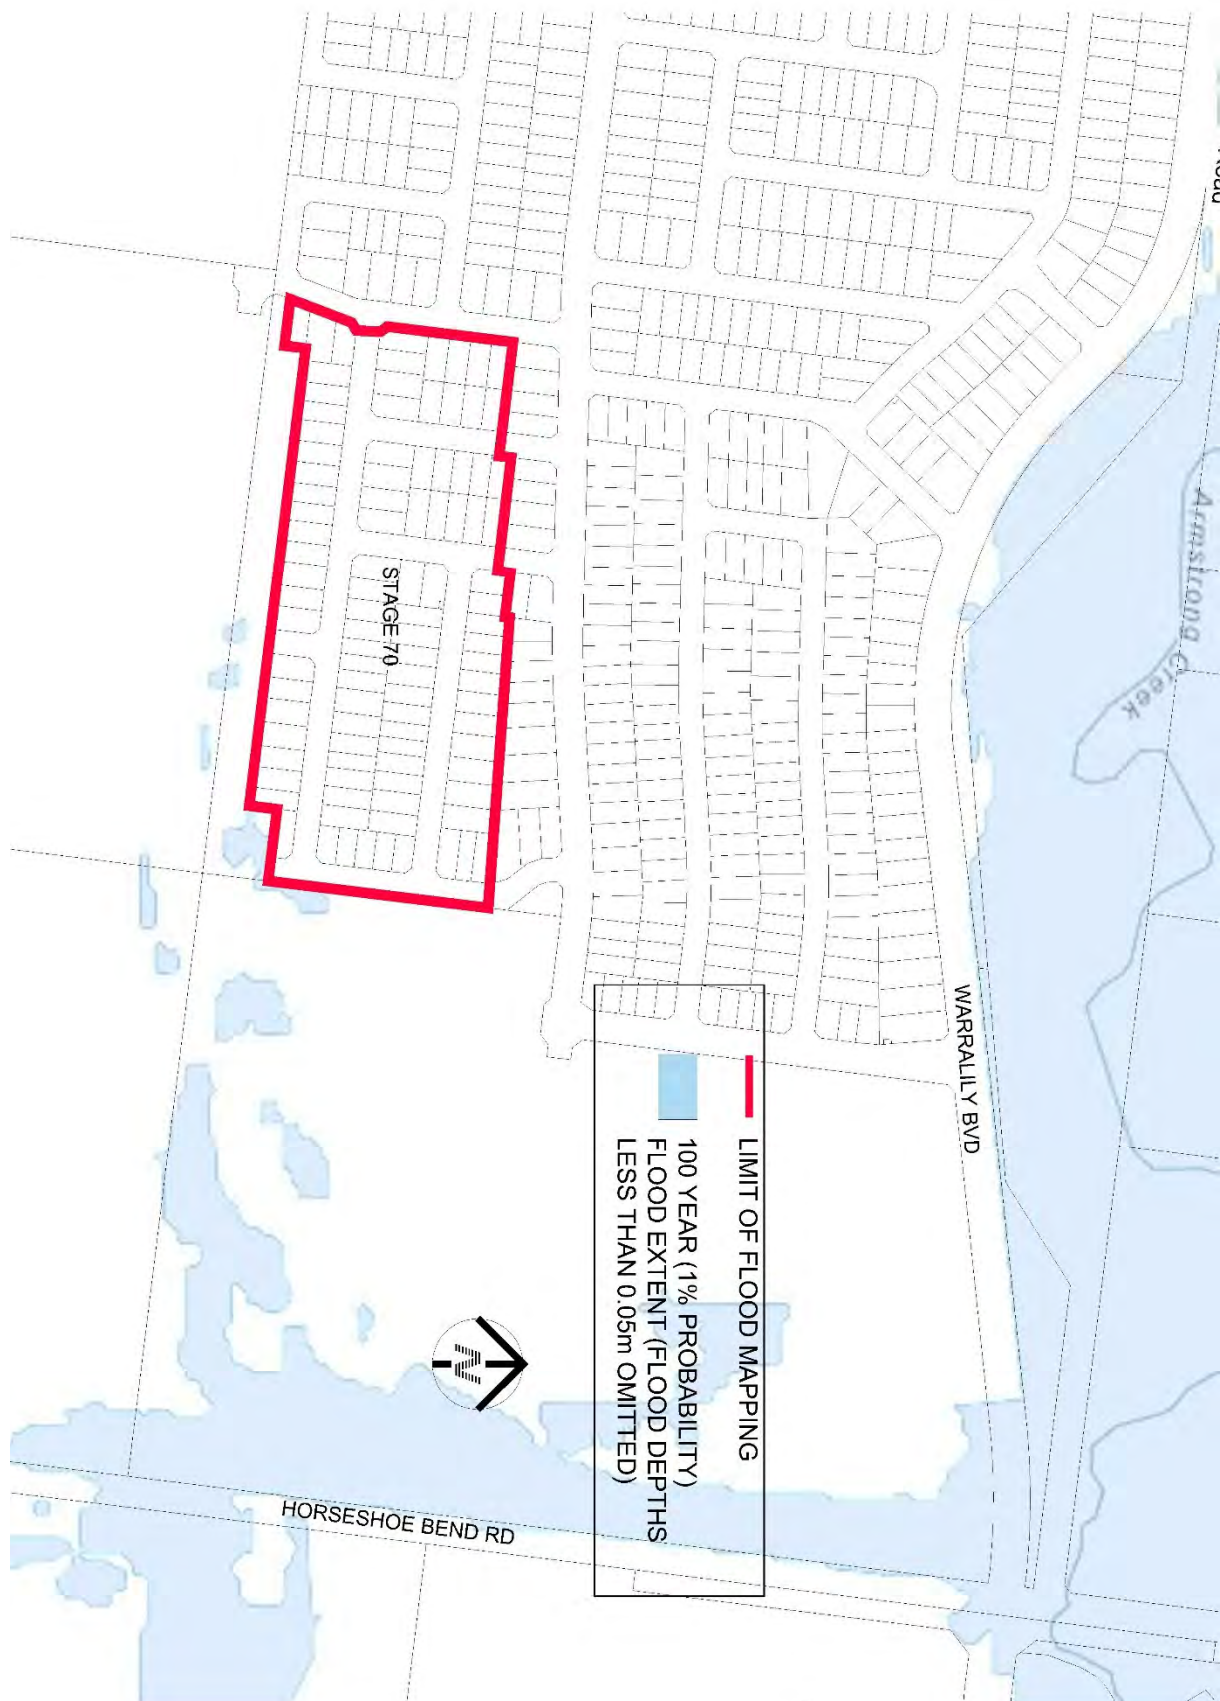 Road
Armstrong Creek
STAGE 70
WARRALILY BVD
LIMIT OF FLOOD MAPPING
100 YEAR (1% PROBABILITY)
FLOOD EXTENT (FLOOD DEPTHS
LESS THAN 0.05m OMITTED)
N
HORSESHOE BEND RD